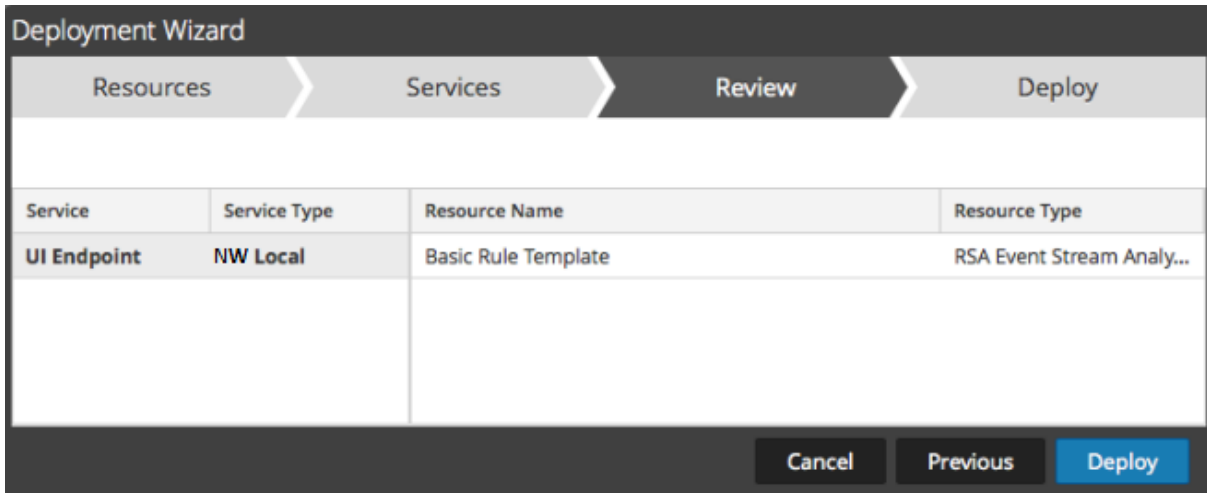 Deployment Wizard
Resources Services Review Deploy
Service Service Type Resource Name Resource Type
UI Endpoint NW Local Basic Rule Template RSA Event Stream Analy...
Cancel Previous Deploy